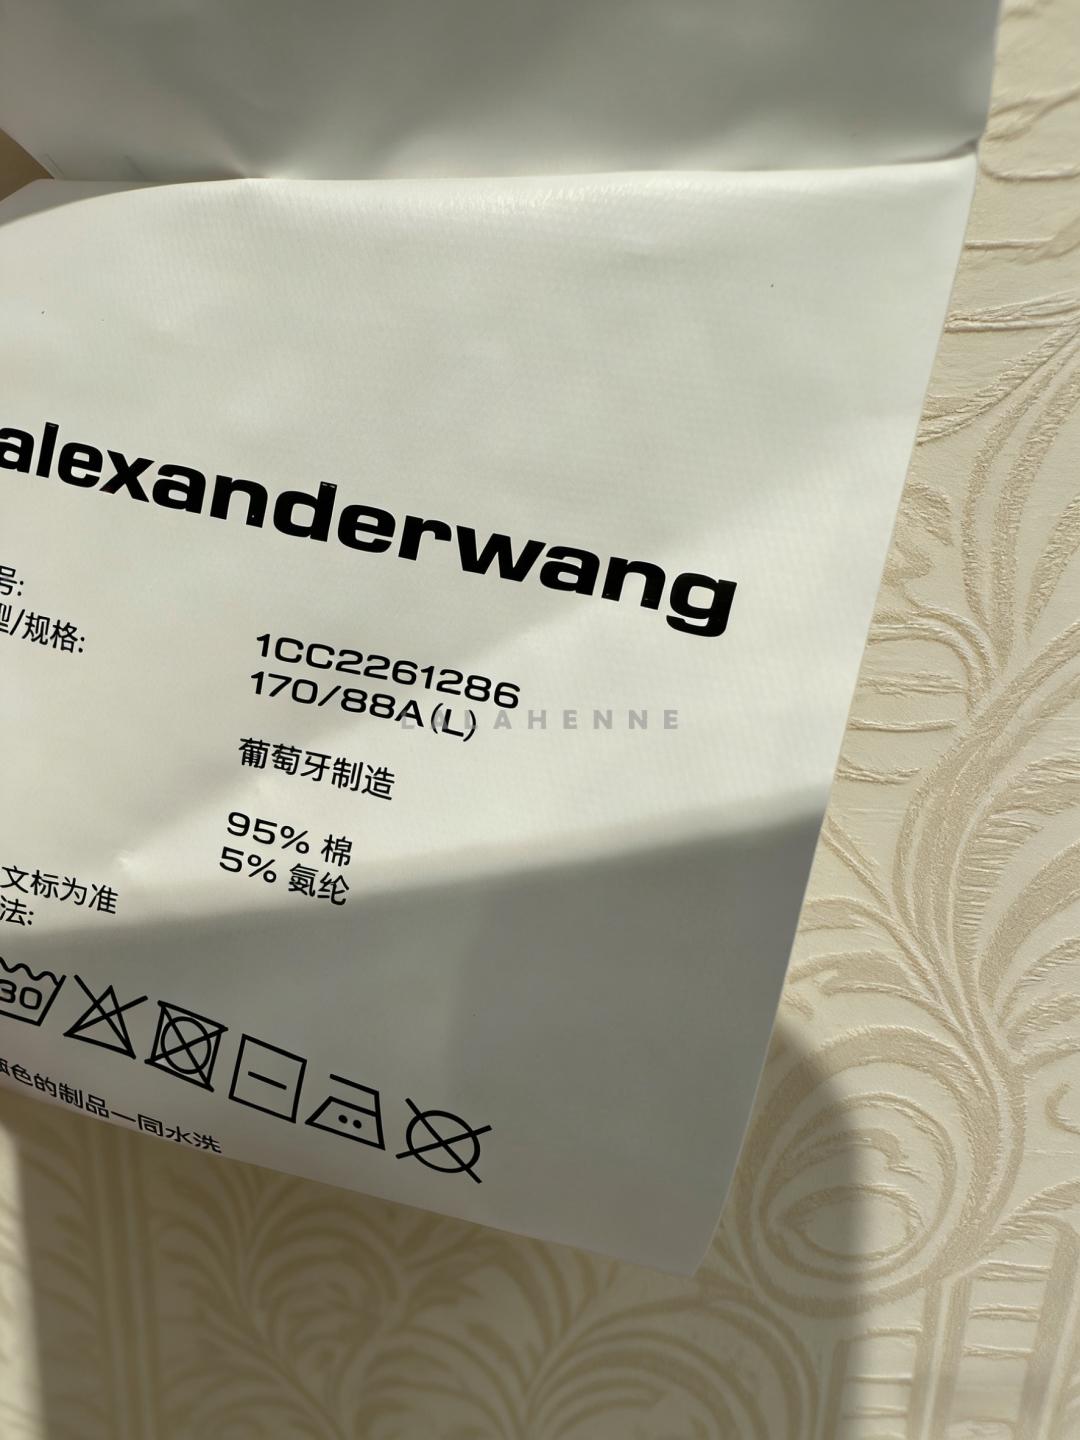 alexanderwang
号:
型/规格:
1CC2261286
170/88A(L)
LALAHENNE
葡萄牙制造
95% 棉
5% 氨纶
文标为准
法:
30
色的制品一同水洗